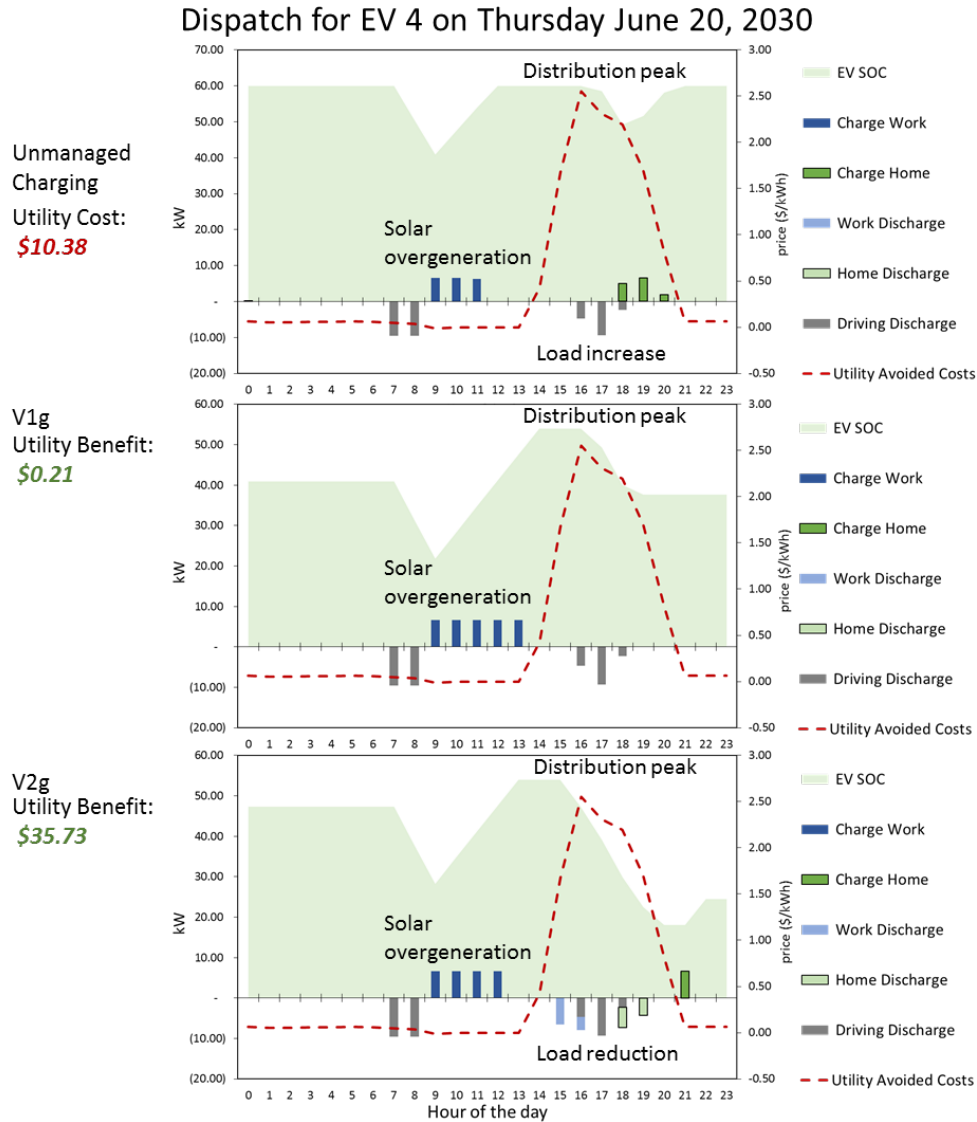 Dispatch for EV 4 on Thursday June 20, 2030
Unmanaged
Charging
Utility Cost:
$10.38
70.00
60.00
50.00
40.00
30.00
20.00
10.00
-
(10.00)
(20.00)
kW
Distribution peak
Solar
overgeneration
Load increase
3.00
2.50
2.00
1.50
1.00
0.50
0.00
-0.50
price ($/kWh)
0 1 2 3 4 5 6 7 8 9 10 11 12 13 14 15 16 17 18 19 20 21 22 23
EV SOC
Charge Work
Charge Home
Work Discharge
Home Discharge
Driving Discharge
Utility Avoided Costs
V1g
Utility Benefit:
$0.21
60.00
50.00
40.00
30.00
20.00
10.00
-
(10.00)
(20.00)
kW
Distribution peak
Solar
overgeneration
3.00
2.50
2.00
1.50
1.00
0.50
0.00
-0.50
price ($/kWh)
0 1 2 3 4 5 6 7 8 9 10 11 12 13 14 15 16 17 18 19 20 21 22 23
EV SOC
Charge Work
Charge Home
Work Discharge
Home Discharge
Driving Discharge
Utility Avoided Costs
V2g
Utility Benefit:
$35.73
60.00
50.00
40.00
30.00
20.00
10.00
-
(10.00)
(20.00)
kW
Distribution peak
Solar
overgeneration
Load reduction
3.00
2.50
2.00
1.50
1.00
0.50
0.00
-0.50
price ($/kWh)
0 1 2 3 4 5 6 7 8 9 10 11 12 13 14 15 16 17 18 19 20 21 22 23
Hour of the day
EV SOC
Charge Work
Charge Home
Work Discharge
Home Discharge
Driving Discharge
Utility Avoided Costs